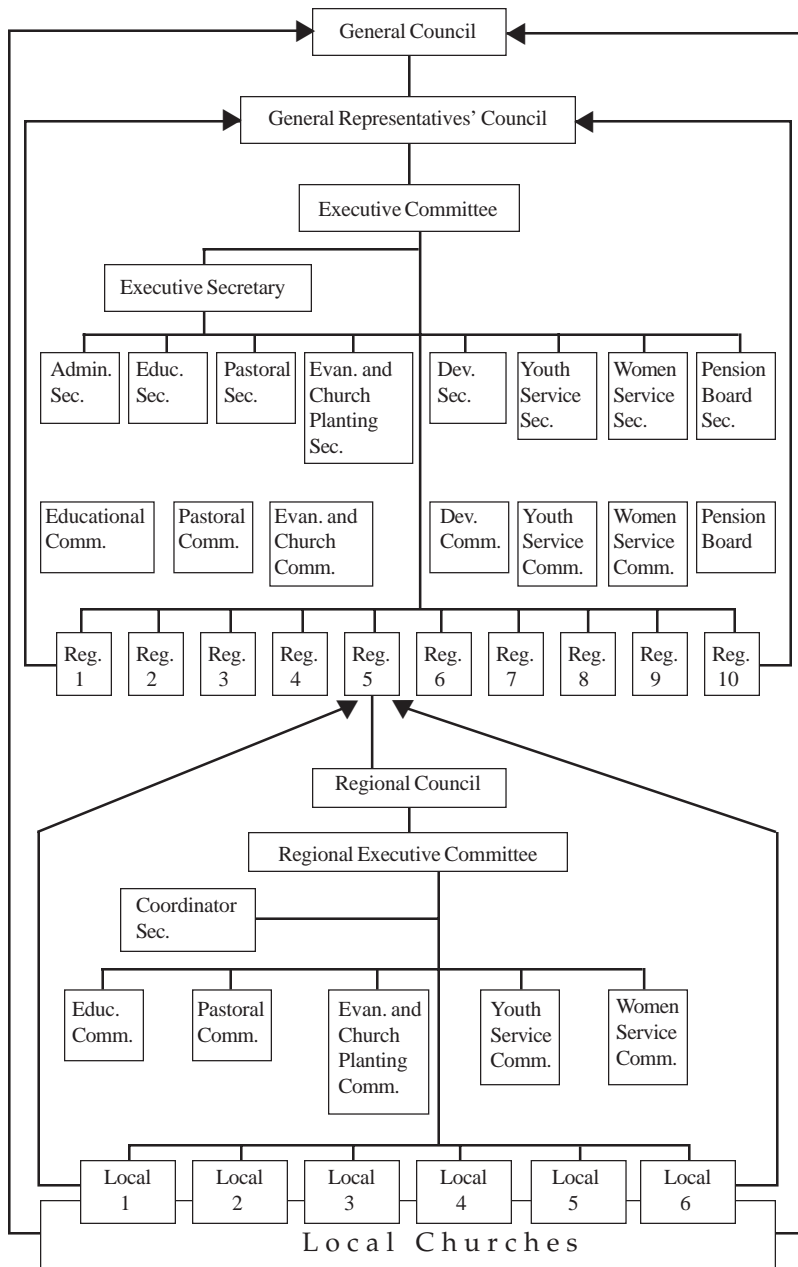 General Council
General Representatives’ Council
Executive Committee
Executive Secretary
Admin.
Sec.
Educ.
Sec.
Pastoral
Sec.
Evan. and
Church
Planting
Sec.
Dev.
Sec.
Youth
Service
Sec.
Women
Service
Sec.
Pension
Board
Sec.
Educational
Comm.
Pastoral
Comm.
Evan. and
Church
Comm.
Dev.
Comm.
Youth
Service
Comm.
Women
Service
Comm.
Pension
Board
Reg.
1
Reg.
2
Reg.
3
Reg.
4
Reg.
5
Reg.
6
Reg.
7
Reg.
8
Reg.
9
Reg.
10
Regional Council
Regional Executive Committee
Coordinator
Sec.
Educ.
Comm.
Pastoral
Comm.
Evan. and
Church
Planting
Comm.
Youth
Service
Comm.
Women
Service
Comm.
Local
1
Local
2
Local
3
Local
4
Local
5
Local
6
Local Churches